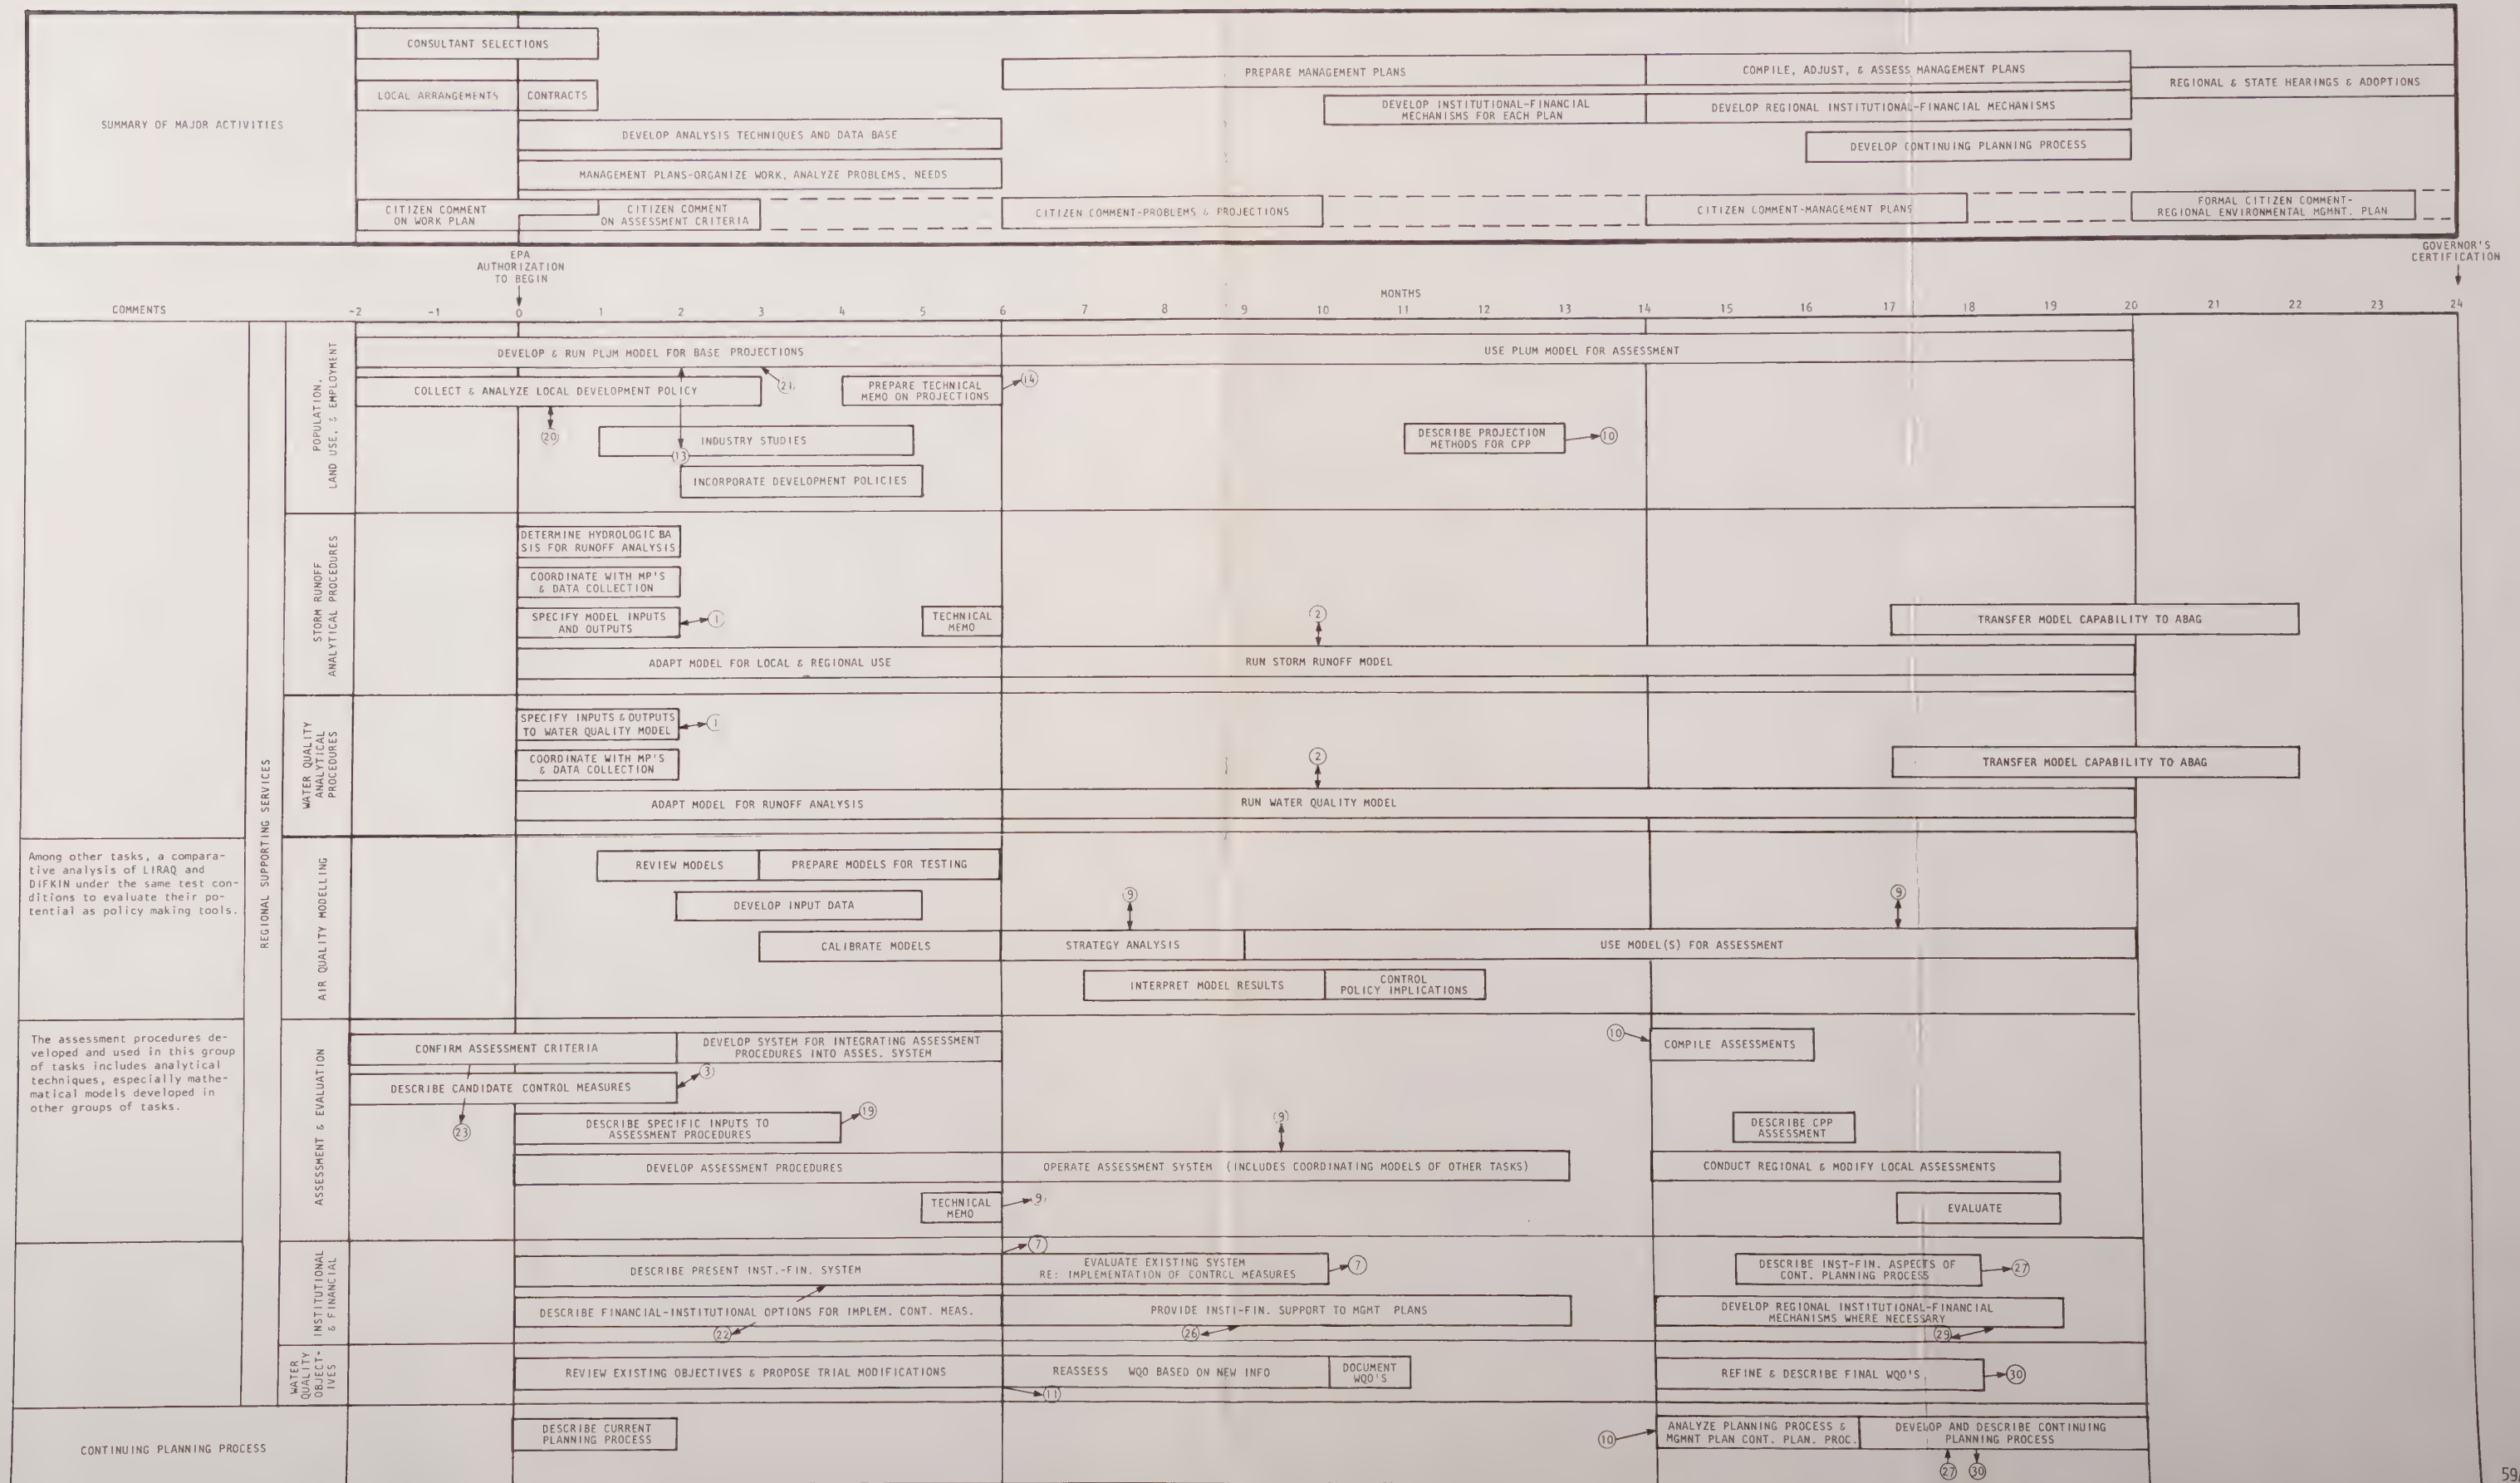 CONSULTANT SELECTIONS
PREPARE MANAGEMENT PLANS
COMPILE, ADJUST, & ASSESS MANAGEMENT PLANS
REGIONAL & STATE HEARINGS & ADOPTIONS
LOCAL ARRANGEMENTS
CONTRACTS
DEVELOP INSTITUTIONAL-FINANCIAL
MECHANISMS FOR EACH PLAN
DEVELOP REGIONAL INSTITUTIONAL-FINANCIAL MECHANISMS
SUMMARY OF MAJOR ACTIVITIES
DEVELOP ANALYSIS TECHNIQUES AND DATA BASE
DEVELOP CONTINUING PLANNING PROCESS
MANAGEMENT PLANS-ORGANIZE WORK, ANALYZE PROBLEMS, NEEDS
CITIZEN COMMENT
ON WORK PLAN
CITIZEN COMMENT
ON ASSESSMENT CRITERIA
CITIZEN COMMENT-PROBLEMS & PROJECTIONS
CITIZEN COMMENT-MANAGEMENT PLANS
FORMAL CITIZEN COMMENT-
REGIONAL ENVIRONMENTAL MGMNT. PLAN
EPA
AUTHORIZATION
TO BEGIN
GOVERNOR'S
CERTIFICATION
COMMENTS
MONTHS
-2 -1 0 1 2 3 4 5 6 7 8 9 10 11 12 13 14 15 16 17 18 19 20 21 22 23 24
REGIONAL SUPPORTING SERVICES
POPULATION,
LAND USE, & EMPLOYMENT
DEVELOP & RUN PLUM MODEL FOR BASE PROJECTIONS
USE PLUM MODEL FOR ASSESSMENT
COLLECT & ANALYZE LOCAL DEVELOPMENT POLICY
21
PREPARE TECHNICAL
MEMO ON PROJECTIONS
14
20
INDUSTRY STUDIES
13
DESCRIBE PROJECTION
METHODS FOR CPP
10
INCORPORATE DEVELOPMENT POLICIES
STORM RUNOFF
ANALYTICAL PROCEDURES
DETERMINE HYDROLOGIC BA
SIS FOR RUNOFF ANALYSIS
COORDINATE WITH MP'S
& DATA COLLECTION
SPECIFY MODEL INPUTS
AND OUTPUTS
1
TECHNICAL
MEMO
2
TRANSFER MODEL CAPABILITY TO ABAG
ADAPT MODEL FOR LOCAL & REGIONAL USE
RUN STORM RUNOFF MODEL
WATER QUALITY
ANALYTICAL
PROCEDURES
SPECIFY INPUTS & OUTPUTS
TO WATER QUALITY MODEL
1
COORDINATE WITH MP'S
& DATA COLLECTION
2
TRANSFER MODEL CAPABILITY TO ABAG
ADAPT MODEL FOR RUNOFF ANALYSIS
RUN WATER QUALITY MODEL
Among other tasks, a compara-
tive analysis of LIRAQ and
DIFKIN under the same test con-
ditions to evaluate their po-
tential as policy making tools.
AIR QUALITY MODELLING
REVIEW MODELS
PREPARE MODELS FOR TESTING
DEVELOP INPUT DATA
9
9
CALIBRATE MODELS
STRATEGY ANALYSIS
USE MODEL(S) FOR ASSESSMENT
INTERPRET MODEL RESULTS
CONTROL
POLICY IMPLICATIONS
The assessment procedures de-
veloped and used in this group
of tasks includes analytical
techniques, especially mathe-
matical models developed in
other groups of tasks.
ASSESSMENT & EVALUATION
CONFIRM ASSESSMENT CRITERIA
DEVELOP SYSTEM FOR INTEGRATING ASSESSMENT
PROCEDURES INTO ASSES. SYSTEM
10
COMPILE ASSESSMENTS
DESCRIBE CANDIDATE CONTROL MEASURES
3
23
DESCRIBE SPECIFIC INPUTS TO
ASSESSMENT PROCEDURES
19
9
DESCRIBE CPP
ASSESSMENT
DEVELOP ASSESSMENT PROCEDURES
OPERATE ASSESSMENT SYSTEM (INCLUDES COORDINATING MODELS OF OTHER TASKS)
CONDUCT REGIONAL & MODIFY LOCAL ASSESSMENTS
TECHNICAL
MEMO
9
EVALUATE
INSTITUTIONAL
& FINANCIAL
7
DESCRIBE PRESENT INST.-FIN. SYSTEM
EVALUATE EXISTING SYSTEM
RE: IMPLEMENTATION OF CONTROL MEASURES
7
DESCRIBE INST-FIN. ASPECTS OF
CONT. PLANNING PROCESS
27
DESCRIBE FINANCIAL-INSTITUTIONAL OPTIONS FOR IMPLEM. CONT. MEAS.
PROVIDE INSTI-FIN. SUPPORT TO MGMT PLANS
DEVELOP REGIONAL INSTITUTIONAL-FINANCIAL
MECHANISMS WHERE NECESSARY
22
26
29
WATER
QUALITY
OBJECT-
IVES
REVIEW EXISTING OBJECTIVES & PROPOSE TRIAL MODIFICATIONS
REASSESS WQO BASED ON NEW INFO
DOCUMENT
WQO'S
REFINE & DESCRIBE FINAL WQO'S
30
11
CONTINUING PLANNING PROCESS
DESCRIBE CURRENT
PLANNING PROCESS
10
ANALYZE PLANNING PROCESS &
MGMNT PLAN CONT. PLAN. PROC.
DEVELOP AND DESCRIBE CONTINUING
PLANNING PROCESS
27
30
59